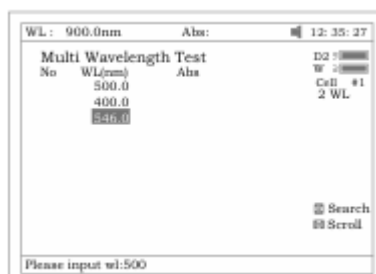 WL: 900.0nm Abs: 12:35:27
Multi Wavelength Test
No WL(nm) Abs
500.0
400.0
546.0
D2
W
Cell #1
2 WL
Search
Scroll
Please input wl:500